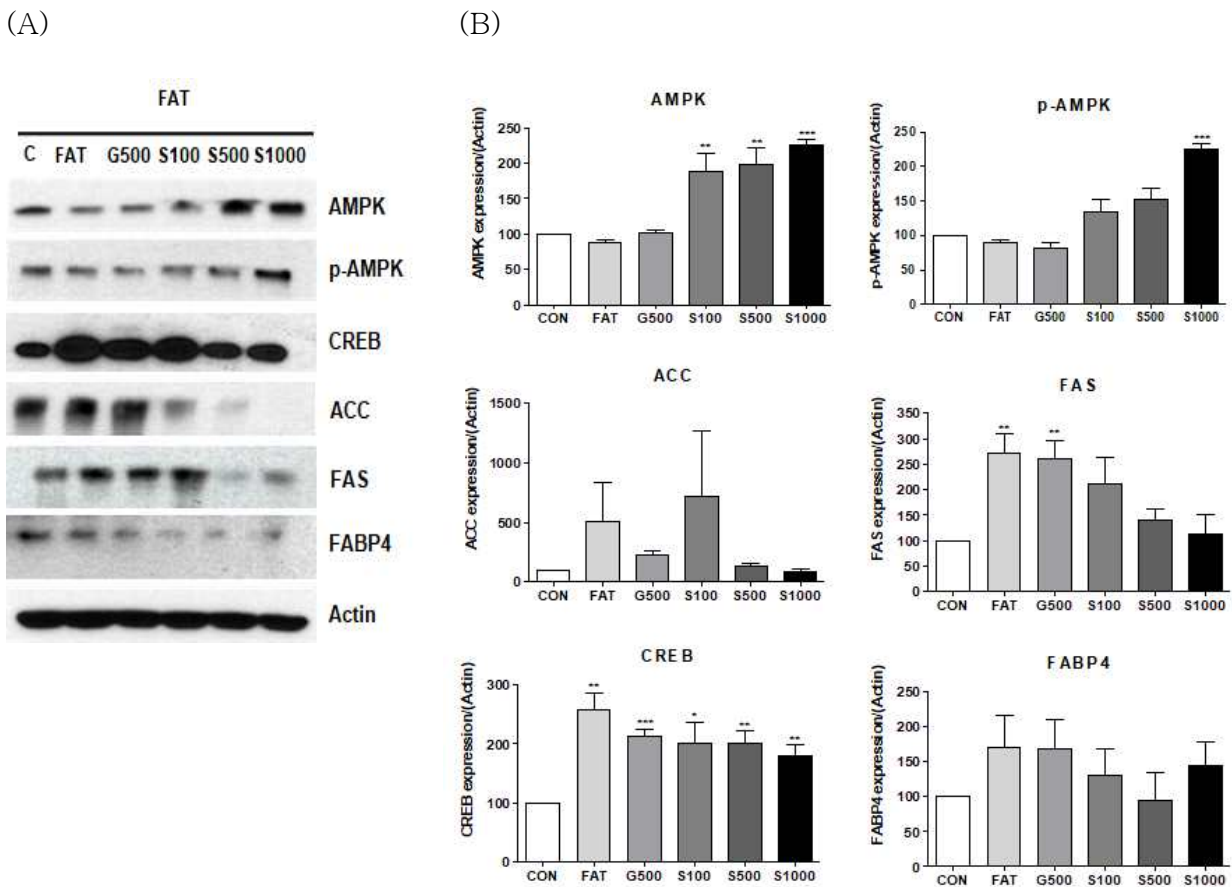 (A)
(B)
FAT
C FAT G500 S100 S500 S1000
AMPK
p-AMPK
CREB
ACC
FAS
FABP4
Actin
AMPK
AMPK expression/(Actin)
250
200
150
100
50
0
** ** ***
CON FAT G500 S100 S500 S1000
p-AMPK
p-AMPK expression/(Actin)
250
200
150
100
50
0
***
CON FAT G500 S100 S500 S1000
ACC
ACC expression/(Actin)
1500
1000
500
0
CON FAT G500 S100 S500 S1000
FAS
FAS expression/(Actin)
350
300
250
200
150
100
50
0
** **
CON FAT G500 S100 S500 S1000
CREB
CREB expression/(Actin)
300
200
100
0
** *** * ** **
CON FAT G500 S100 S500 S1000
FABP4
FABP4 expression/(Actin)
250
200
150
100
50
0
CON FAT G500 S100 S500 S1000